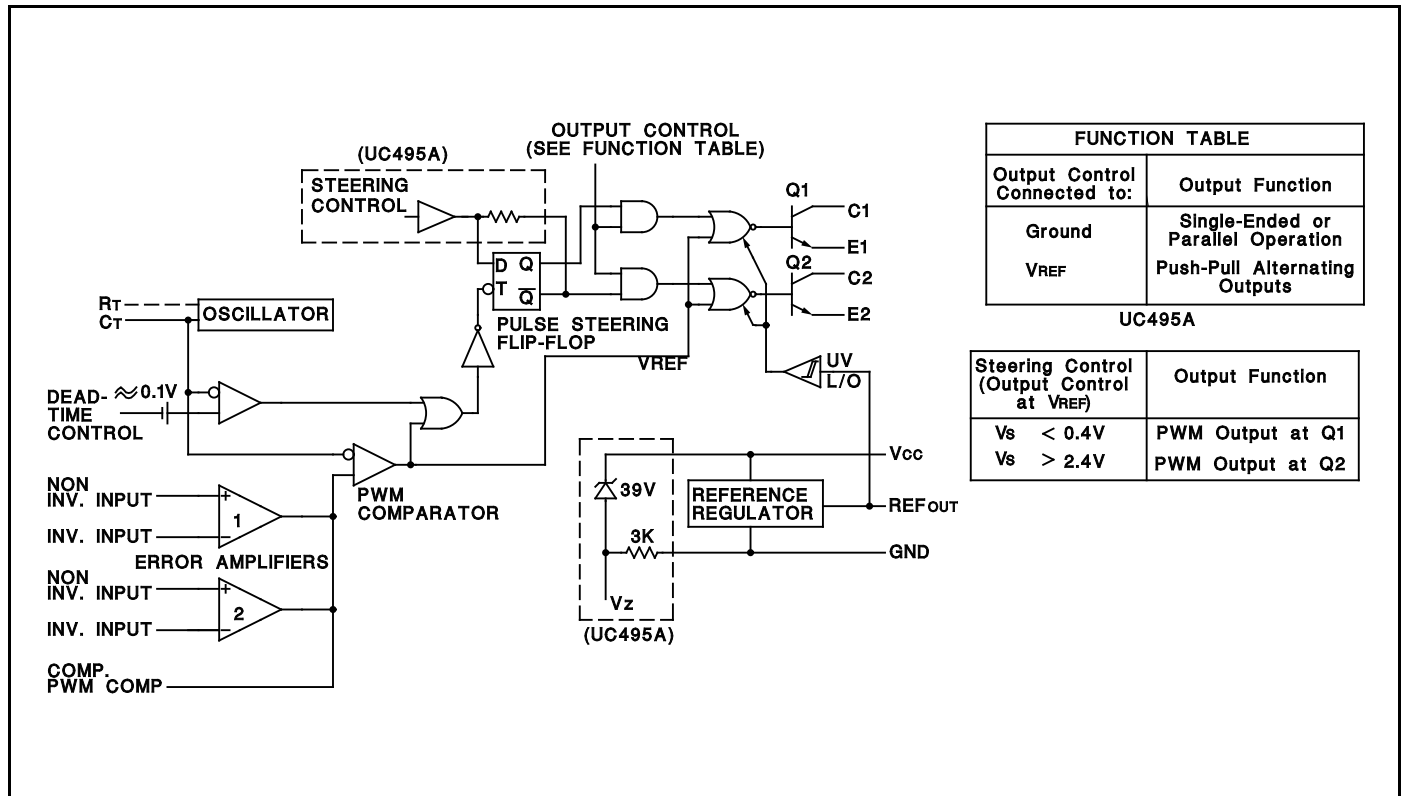 OUTPUT CONTROL
(SEE FUNCTION TABLE)
(UC495A)
STEERING
CONTROL
Q1
C1
E1
Q2
C2
E2
D Q
T Q̅
PULSE STEERING
FLIP-FLOP
RT
CT
OSCILLATOR
VREF
UV
L/O
DEAD-
TIME
CONTROL
≈ 0.1V
PWM
COMPARATOR
NON
INV. INPUT
INV. INPUT
+
1
−
ERROR AMPLIFIERS
NON
INV. INPUT
INV. INPUT
+
2
−
COMP.
PWM COMP
39V
3K
VZ
(UC495A)
REFERENCE
REGULATOR
VCC
REFOUT
GND
FUNCTION TABLE
Output Control
Connected to:
Output Function
Ground
Single-Ended or
Parallel Operation
VREF
Push-Pull Alternating
Outputs
UC495A
Steering Control
(Output Control
at VREF)
Output Function
Vs < 0.4V
PWM Output at Q1
Vs > 2.4V
PWM Output at Q2